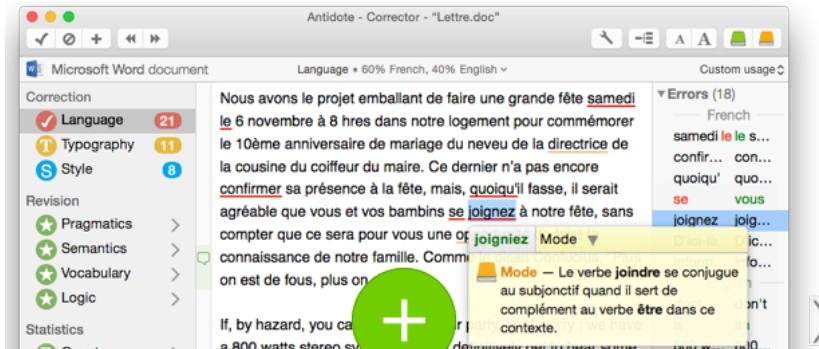 Antidote - Corrector - "Lettre.doc"
A A
Microsoft Word document
Language • 60% French, 40% English
Custom usage
Correction
Language 21
Typography 11
Style 8
Revision
Pragmatics
Semantics
Vocabulary
Logic
Statistics
Nous avons le projet emballant de faire une grande fête samedi
le 6 novembre à 8 hres dans notre logement pour commémorer
le 10ème anniversaire de mariage du neveu de la directrice de
la cousine du coiffeur du maire. Ce dernier n'a pas encore
confirmer sa présence à la fête, mais, quoiqu'il fasse, il serait
agréable que vous et vos bambins se joignez à notre fête, sans
compter que ce sera pour vous une
connaissance de notre famille.
on est de fous, plus on
If, by hazard, you
a 800 watts stereo
joigniez Mode
Mode — Le verbe joindre se conjugue
au subjonctif quand il sert de
complément au verbe être dans ce
contexte.
Errors (18)
French
samedi le le s...
confir... con...
quoiqu' quo...
se vous
joignez joig...